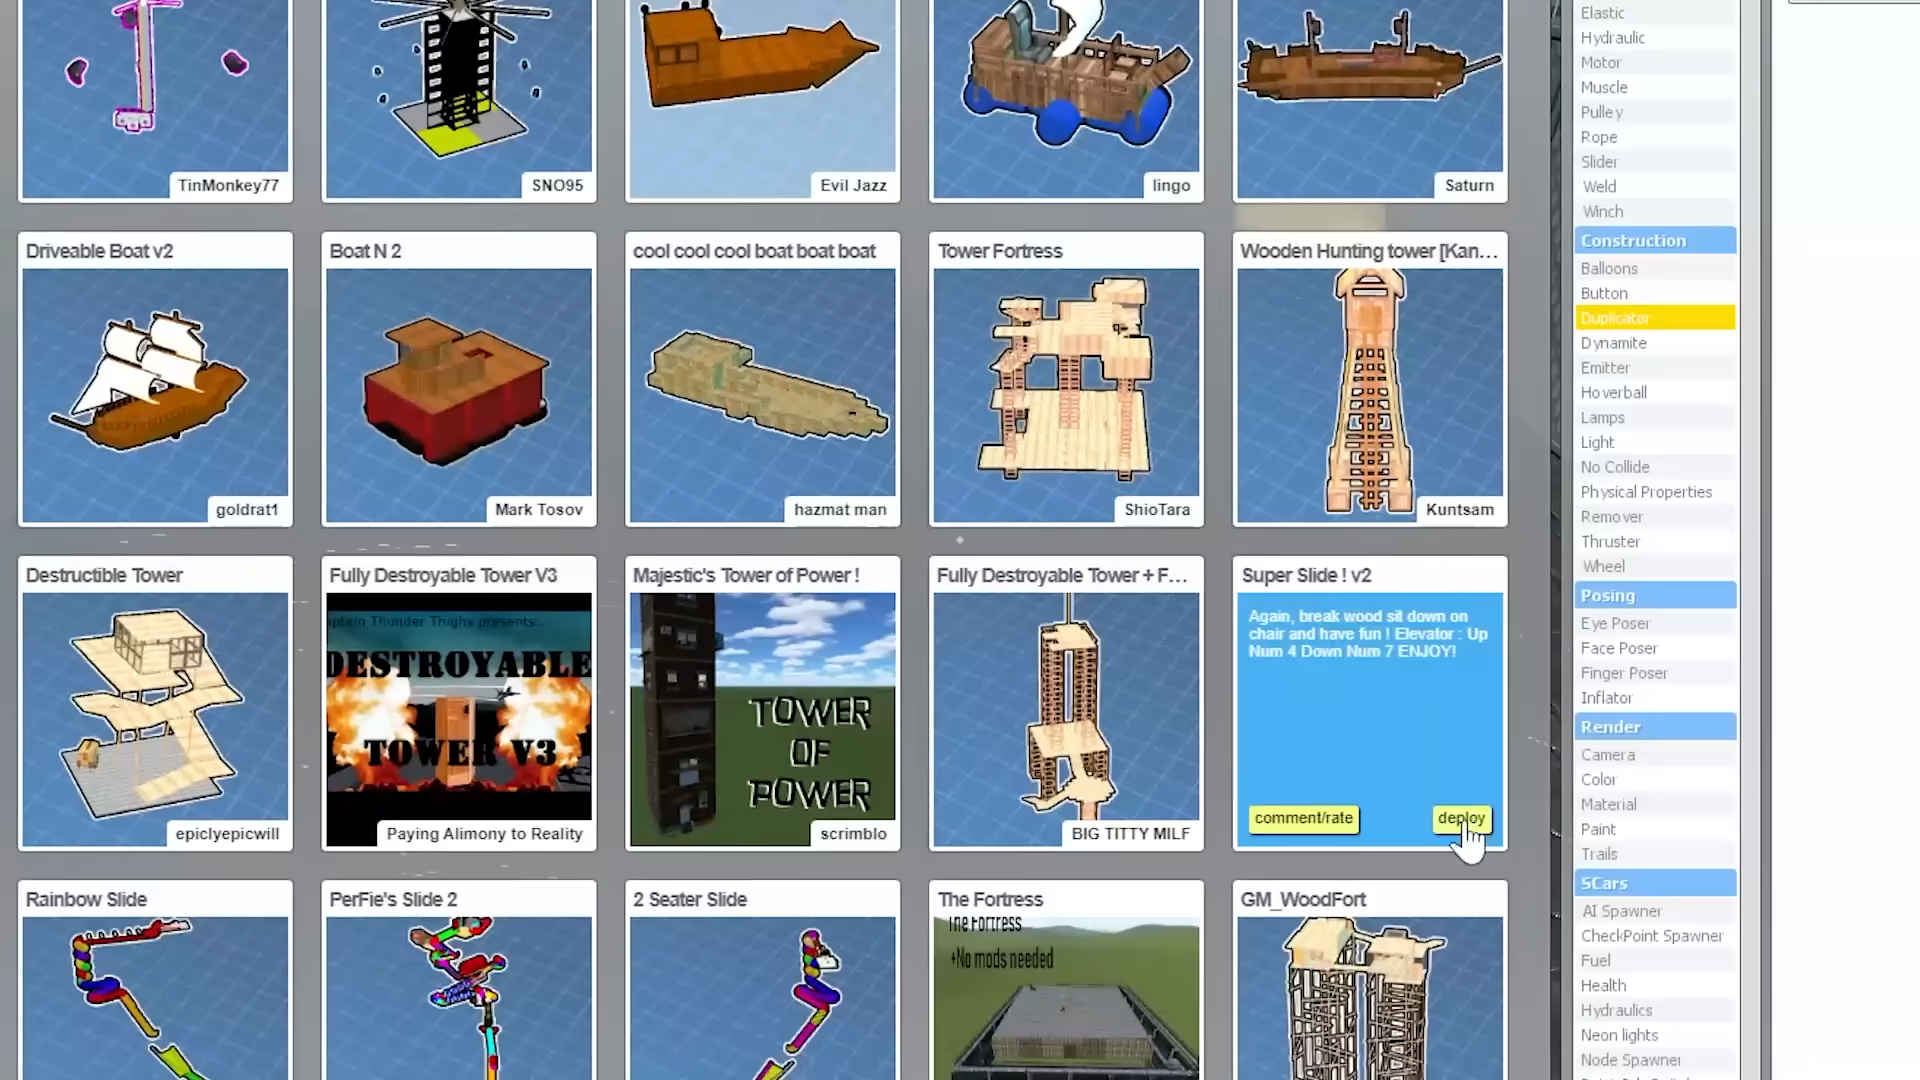 TinMonkey77
SNO95
Evil Jazz
lingo
Saturn
Driveable Boat v2
Boat N 2
cool cool cool boat boat boat
Tower Fortress
Wooden Hunting tower [Kan...
goldrat1
Mark Tosov
hazmat man
ShioTara
Kuntsam
Destructible Tower
Fully Destroyable Tower V3
Majestic's Tower of Power !
Fully Destroyable Tower + F...
Super Slide ! v2
ptain Thunder Thighs presents...
DESTROYABLE
TOWER V3
TOWER
OF
POWER
Again, break wood sit down on
chair and have fun ! Elevator : Up
Num 4 Down Num 7 ENJOY!
comment/rate
deploy
epiclyepicwill
Paying Alimony to Reality
scrimblo
BIG TITTY MILF
Rainbow Slide
PerFie's Slide 2
2 Seater Slide
The Fortress
GM_WoodFort
The Fortress
+No mods needed
Elastic
Hydraulic
Motor
Muscle
Pulley
Rope
Slider
Weld
Winch
Construction
Balloons
Button
Duplicator
Dynamite
Emitter
Hoverball
Lamps
Light
No Collide
Physical Properties
Remover
Thruster
Wheel
Posing
Eye Poser
Face Poser
Finger Poser
Inflator
Render
Camera
Color
Material
Paint
Trails
SCars
AI Spawner
CheckPoint Spawner
Fuel
Health
Hydraulics
Neon lights
Node Spawner